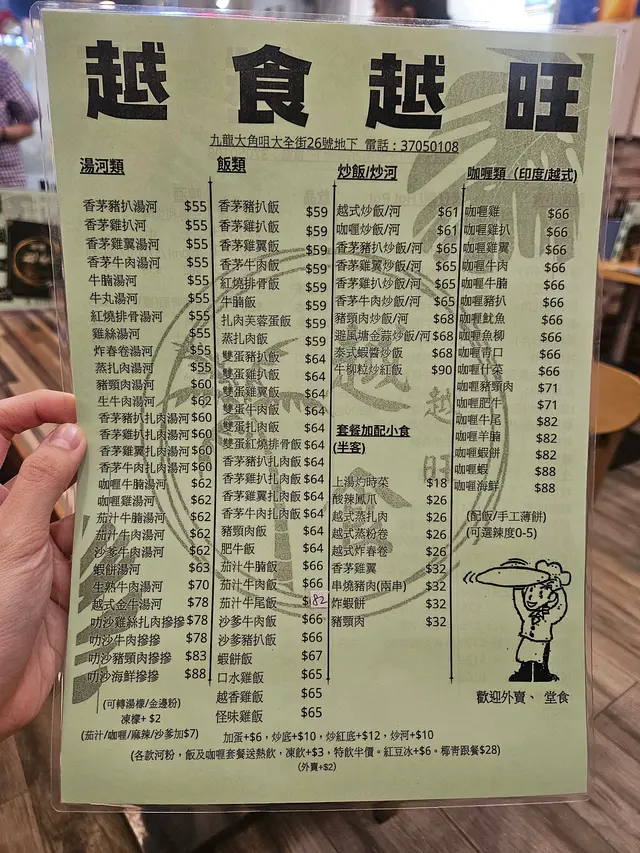 越食越旺
九龍大角咀大全街26號地下 電話：37050108
湯河類
香茅豬扒湯河 $55
香茅雞扒河 $55
香茅雞翼湯河 $55
香茅牛肉湯河 $55
牛腩湯河 $55
牛丸湯河 $55
紅燒排骨湯河 $55
雞絲湯河 $55
炸春卷湯河 $55
蒸扎肉湯河 $55
豬頸肉湯河 $60
生牛肉湯河 $60
香茅豬扒扎肉湯河 $60
香茅雞扒扎肉湯河 $60
香茅雞翼扎肉湯河 $60
香茅牛肉扎肉湯河 $60
咖喱牛腩湯河 $62
咖喱雞湯河 $62
茄汁牛腩湯河 $62
茄汁牛肉湯河 $62
沙爹牛肉湯河 $62
蝦餅湯河 $63
生熟牛肉湯河 $70
越式金牛湯河 $78
叻沙雞絲扎肉撈撈 $78
叻沙牛肉撈撈 $78
叻沙豬頸肉撈撈 $83
叻沙海鮮撈撈 $88
(可轉湯檬/金邊粉)
凍檬+ $2
(茄汁/咖喱/麻辣/沙爹加$7)
飯類
香茅豬扒飯 $59
香茅雞扒飯 $59
香茅雞翼飯 $59
香茅牛肉飯 $59
紅燒排骨飯 $59
牛腩飯 $59
扎肉芙蓉蛋飯 $59
蒸扎肉飯 $59
雙蛋豬扒飯 $64
雙蛋雞扒飯 $64
雙蛋雞翼飯 $64
雙蛋牛肉飯 $64
雙蛋扎肉飯 $64
雙蛋紅燒排骨飯 $64
香茅豬扒扎肉飯 $64
香茅雞扒扎肉飯 $64
香茅雞翼扎肉飯 $64
香茅牛肉扎肉飯 $64
豬頸肉飯 $64
肥牛飯 $64
茄汁牛腩飯 $66
茄汁牛肉飯 $66
茄汁牛尾飯 $82
沙爹牛肉飯 $66
沙爹豬扒飯 $66
蝦餅飯 $67
口水雞飯 $65
越香雞飯 $65
怪味雞飯 $65
炒飯/炒河
越式炒飯/河 $61
咖喱炒飯/河 $61
香茅豬扒炒飯/河 $65
香茅雞翼炒飯/河 $65
香茅雞扒炒飯/河 $65
香茅牛肉炒飯/河 $65
豬頸肉炒飯/河 $68
避風塘金蒜炒飯/河 $68
泰式蝦醬炒飯 $68
牛柳粒炒紅飯 $90
套餐加配小食
(半客)
上湯灼時菜 $18
酸辣鳳爪 $26
越式蒸扎肉 $26
越式蒸粉卷 $26
越式炸春卷 $26
香茅雞翼 $32
串燒豬肉(兩串) $32
炸蝦餅 $32
豬頸肉 $32
咖喱類（印度/越式）
咖喱雞 $66
咖喱雞扒 $66
咖喱雞翼 $66
咖喱牛肉 $66
咖喱牛腩 $66
咖喱豬扒 $66
咖喱魷魚 $66
咖喱魚柳 $66
咖喱青口 $66
咖喱什菜 $66
咖喱豬頸肉 $71
咖喱肥牛 $71
咖喱牛尾 $82
咖喱羊腩 $82
咖喱蝦餅 $82
咖喱蝦 $88
咖喱海鮮 $88
(配飯/手工薄餅)
(可選辣度0-5)
歡迎外賣、堂食
加蛋+$6，炒底+$10，炒紅底+$12，炒河+$10
(各款河粉，飯及咖喱套餐送熱飲，凍飲+$3，特飲半價。紅豆冰+$6。椰青跟餐$28)
(外賣+$2)